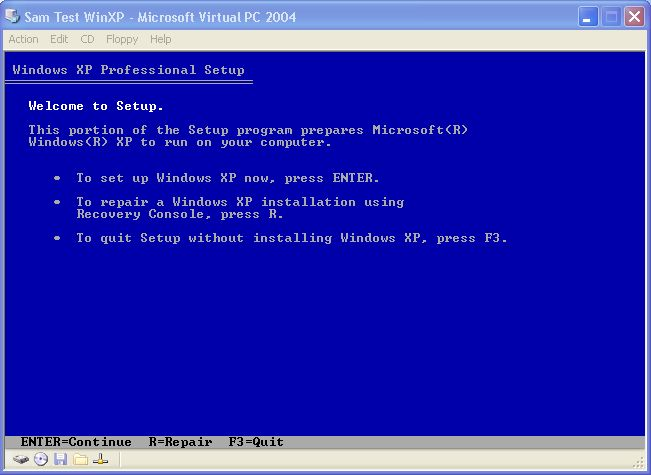 Sam Test WinXP - Microsoft Virtual PC 2004
Action Edit CD Floppy Help
Windows XP Professional Setup
Welcome to Setup.
This portion of the Setup program prepares Microsoft(R)
Windows(R) XP to run on your computer.
• To set up Windows XP now, press ENTER.
• To repair a Windows XP installation using
Recovery Console, press R.
• To quit Setup without installing Windows XP, press F3.
ENTER=Continue R=Repair F3=Quit